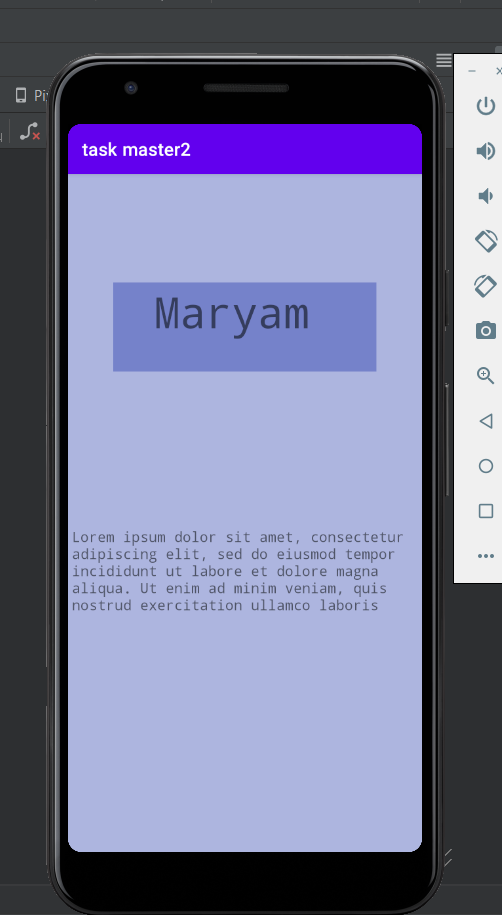 task master2
Maryam
Lorem ipsum dolor sit amet, consectetur
adipiscing elit, sed do eiusmod tempor
incididunt ut labore et dolore magna
aliqua. Ut enim ad minim veniam, quis
nostrud exercitation ullamco laboris